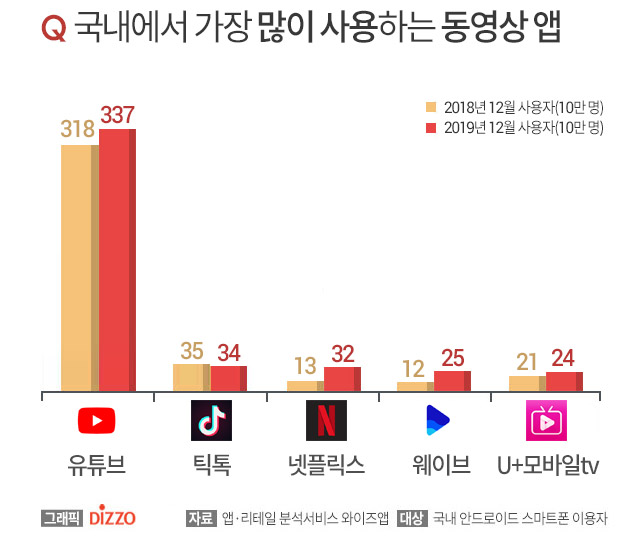 Q 국내에서 가장 많이 사용하는 동영상 앱
2018년 12월 사용자(10만 명)
2019년 12월 사용자(10만 명)
318 337
35 34
13 32
12 25
21 24
유튜브
틱톡
넷플릭스
웨이브
U+모바일tv
그래픽 DIZZO
자료 앱·리테일 분석서비스 와이즈앱
대상 국내 안드로이드 스마트폰 이용자